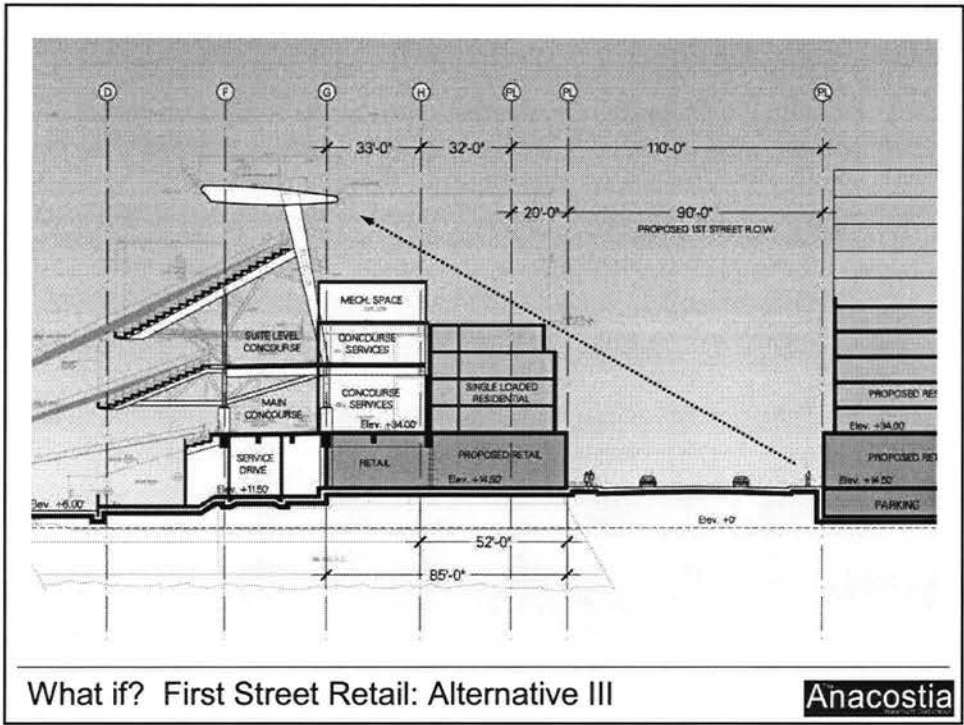 D F G H PL PL PL
33'-0" 32'-0" 110'-0"
20'-0" 90'-0"
PROPOSED 1ST STREET R.O.W.
MECH. SPACE
SUITE LEVEL
CONCOURSE
CONCOURSE
SERVICES
MAIN
CONCOURSE
CONCOURSE
SERVICES
Elev. +34.00'
SINGLE LOADED
RESIDENTIAL
PROPOSED RES
Elev. +34.00'
SERVICE
DRIVE
Elev. +11.50'
RETAIL
PROPOSED RETAIL
Elev. +14.50'
PROPOSED RET
Elev. +14.50'
PARKING
Elev. +6.00'
Elev. +0'
52'-0"
85'-0"
What if? First Street Retail: Alternative III
The
Anacostia